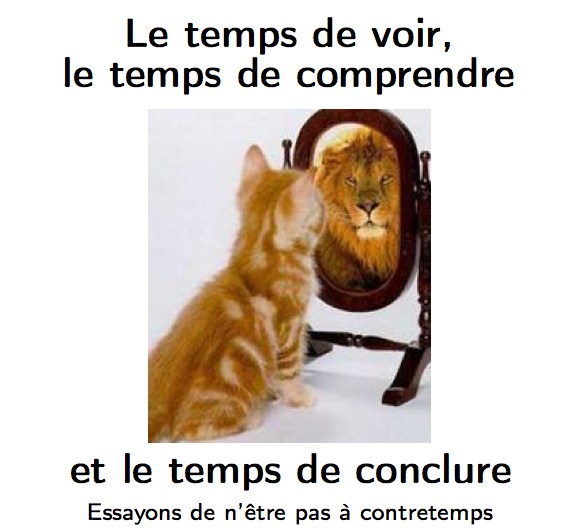 Le temps de voir,
le temps de comprendre
et le temps de conclure
Essayons de n'être pas à contretemps